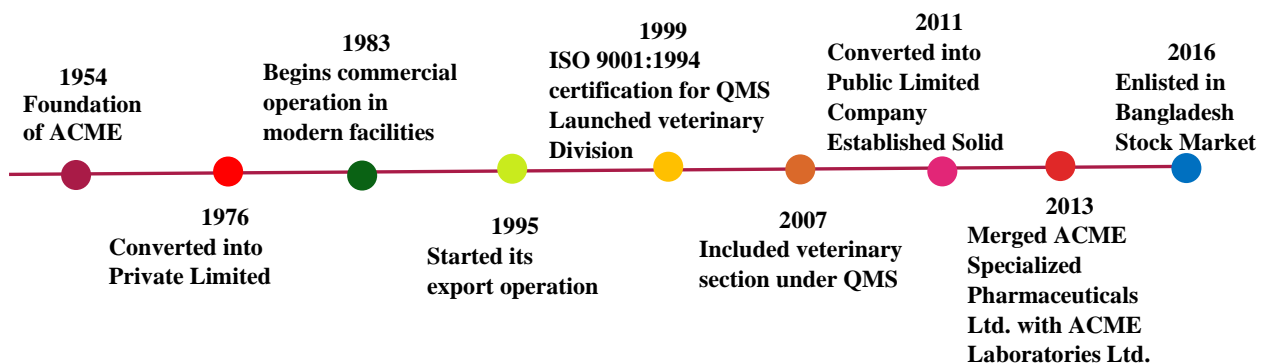 1954
Foundation
of ACME
1976
Converted into
Private Limited
1983
Begins commercial
operation in
modern facilities
1995
Started its
export operation
1999
ISO 9001:1994
certification for QMS
Launched veterinary
Division
2007
Included veterinary
section under QMS
2011
Converted into
Public Limited
Company
Established Solid
2013
Merged ACME
Specialized
Pharmaceuticals
Ltd. with ACME
Laboratories Ltd.
2016
Enlisted in
Bangladesh
Stock Market